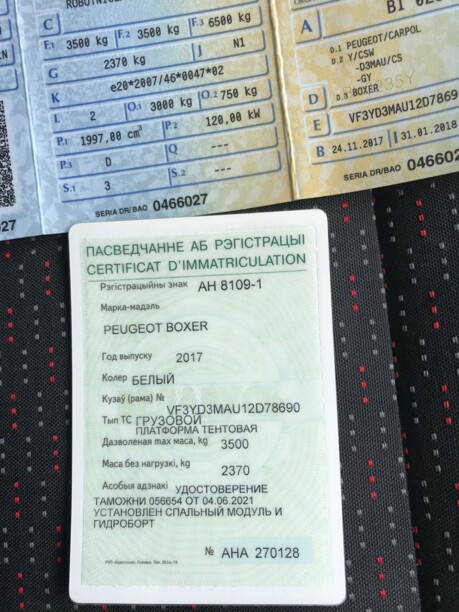 C
F.1 3500 kg F.2 3500 kg F.3 6500 kg
G 2370 kg J N1
K e20*2007/46*0047*02
L 2 O.1 3000 kg O.2 750 kg
P.1 1997,00 cm³ P.2 120,00 kW
P.3 D Q ---
S.1 3 S.2 ---
SERIA DR/BAO 0466027
A
D.1 PEUGEOT/CARPOL
D.2 Y/CSW
-D3MAU/CS
-GY
D D.3 BOXER
E VF3YD3MAU12D78690
B 24.11.2017 I 31.01.2018
SERIA DR/BAO 0466027
ПАСВЕДЧАННЕ АБ РЭГІСТРАЦЫІ
CERTIFICAT D'IMMATRICULATION
Рэгістрацыйны знак АН 8109-1
Марка-мадэль
PEUGEOT BOXER
Год выпуску 2017
Колер БЕЛЫЙ
Кузаў (рама) № VF3YD3MAU12D78690
Тып ТС ГРУЗОВОЙ
ПЛАТФОРМА ТЕНТОВАЯ
Дазволеная max маса, kg 3500
Маса без нагрузкі, kg 2370
Асобыя адзнакі УДОСТОВЕРЕНИЕ
ТАМОЖНИ 056654 ОТ 04.06.2021
УСТАНОВЛЕН СПАЛЬНЫЙ МОДУЛЬ И
ГИДРОБОРТ
№ АНА 270128